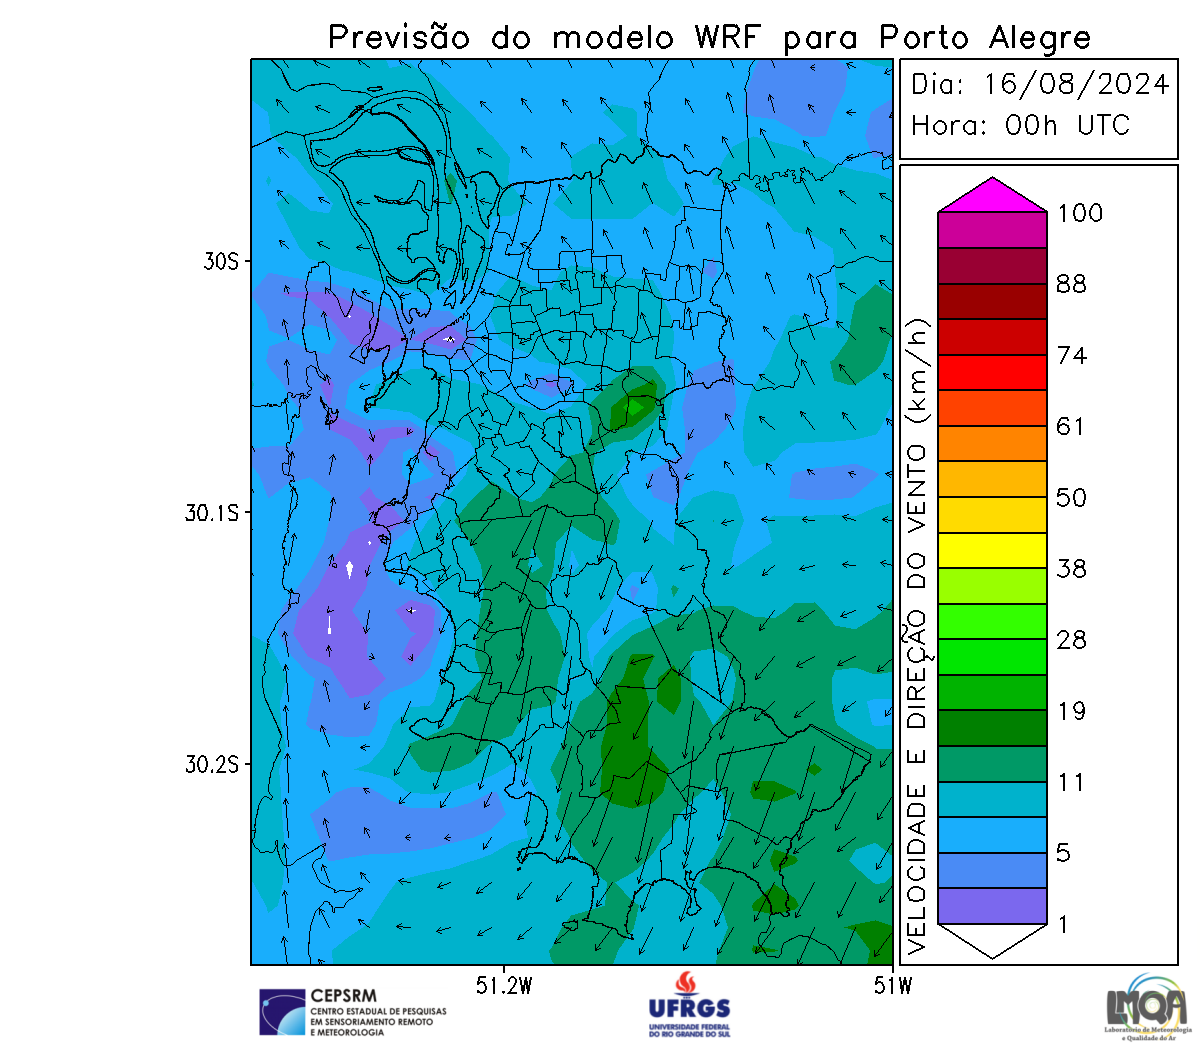 Previsão do modelo WRF para Porto Alegre
Dia: 16/08/2024
Hora: 00h UTC
30S
30.1S
30.2S
51.2W
51W
VELOCIDADE E DIREÇÃO DO VENTO (km/h)
100
88
74
61
50
38
28
19
11
5
1
CEPSRM
CENTRO ESTADUAL DE PESQUISAS
EM SENSORIAMENTO REMOTO
E METEOROLOGIA
UFRGS
UNIVERSIDADE FEDERAL
DO RIO GRANDE DO SUL
LMQA
Laboratório de Meteorologia
e Qualidade do Ar